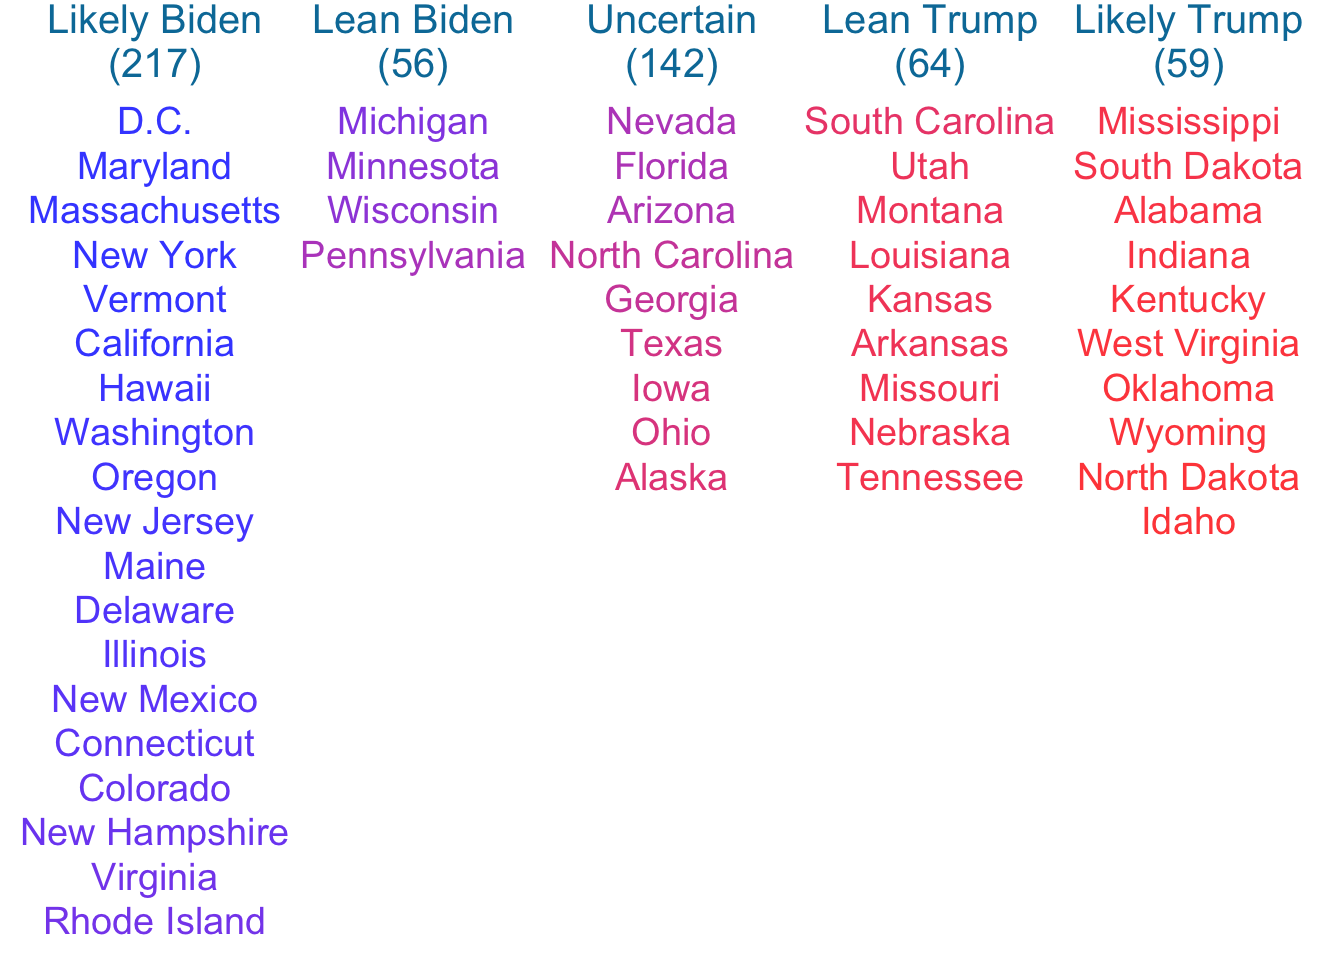 Likely Biden
(217)
D.C.
Maryland
Massachusetts
New York
Vermont
California
Hawaii
Washington
Oregon
New Jersey
Maine
Delaware
Illinois
New Mexico
Connecticut
Colorado
New Hampshire
Virginia
Rhode Island
Lean Biden
(56)
Michigan
Minnesota
Wisconsin
Pennsylvania
Uncertain
(142)
Nevada
Florida
Arizona
North Carolina
Georgia
Texas
Iowa
Ohio
Alaska
Lean Trump
(64)
South Carolina
Utah
Montana
Louisiana
Kansas
Arkansas
Missouri
Nebraska
Tennessee
Likely Trump
(59)
Mississippi
South Dakota
Alabama
Indiana
Kentucky
West Virginia
Oklahoma
Wyoming
North Dakota
Idaho